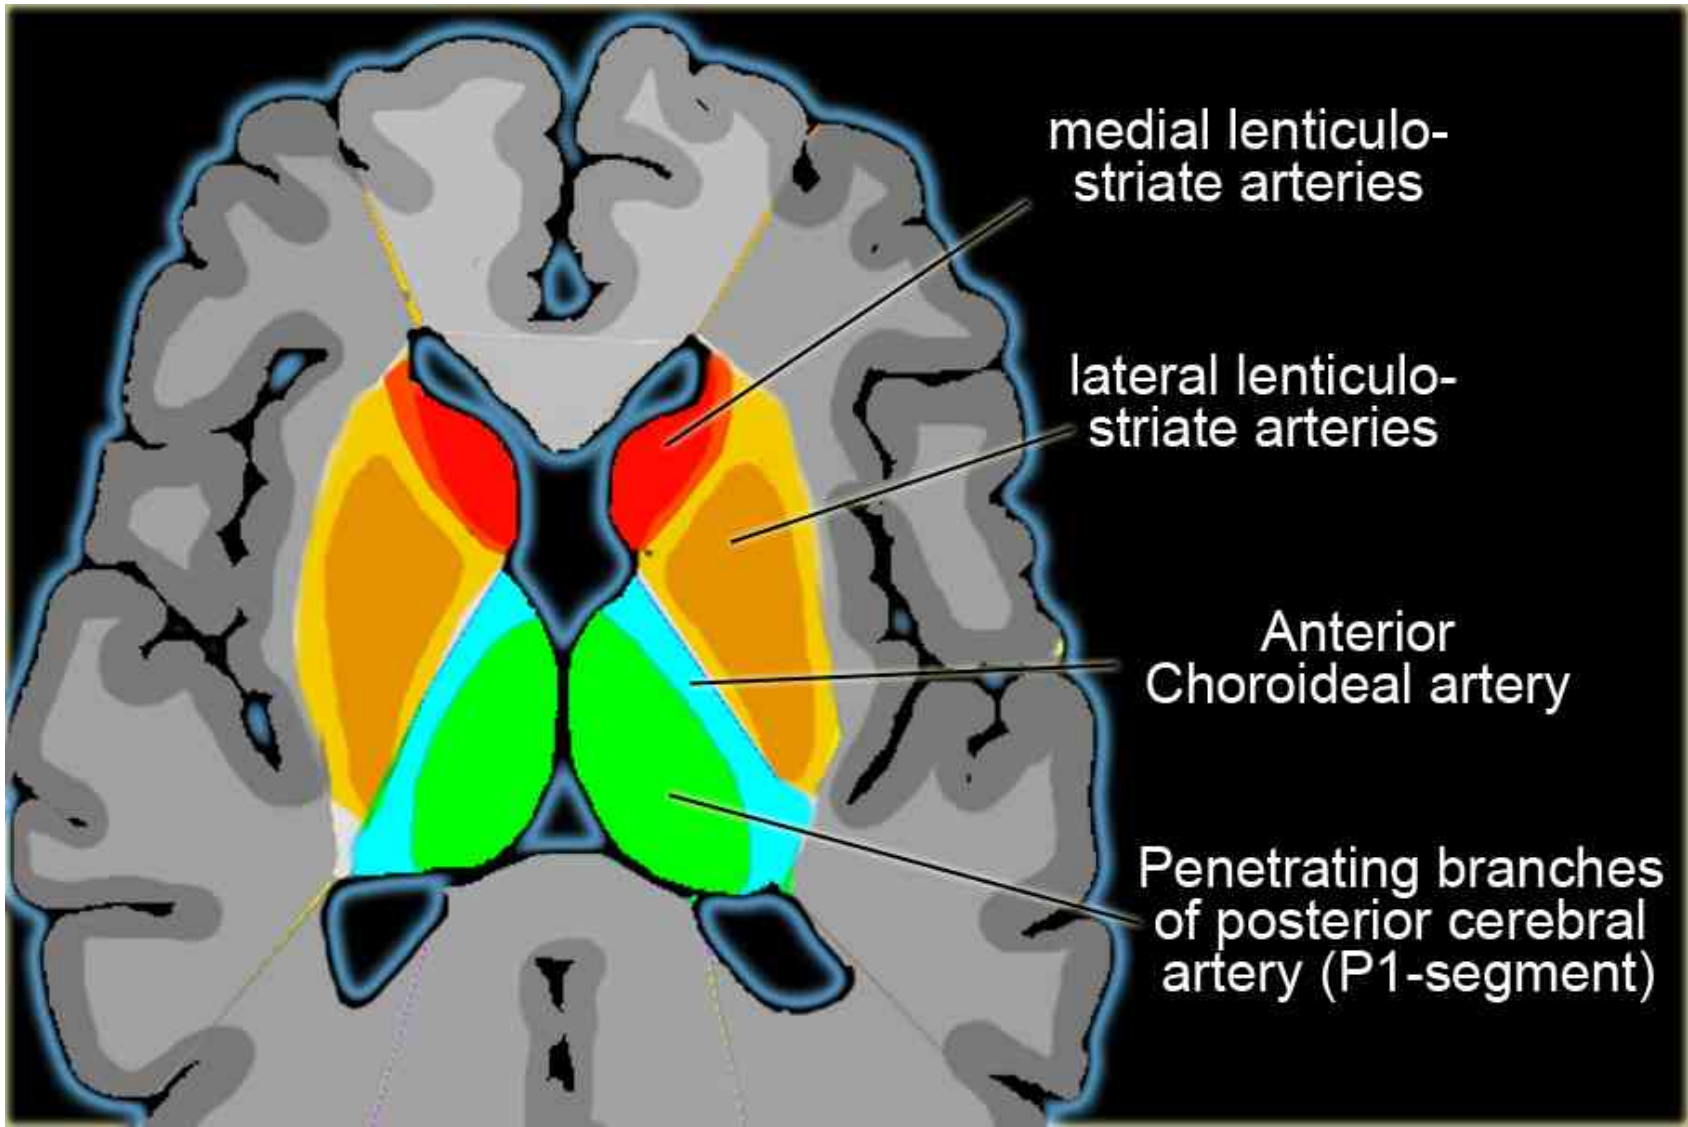 medial lenticulo-
striate arteries
lateral lenticulo-
striate arteries
Anterior
Choroideal artery
Penetrating branches
of posterior cerebral
artery (P1-segment)